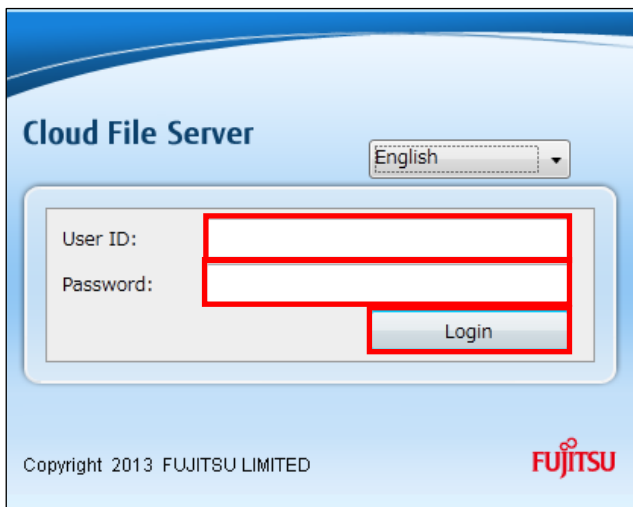 Cloud File Server
English
User ID:
Password:
Login
Copyright 2013 FUJITSU LIMITED
FUJITSU